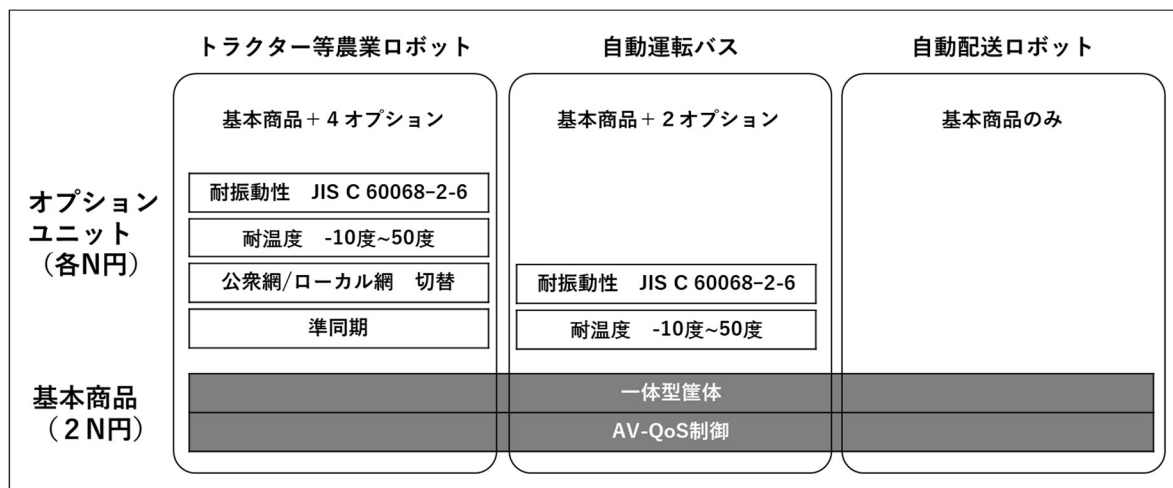 トラクター等農業ロボット
自動運転バス
自動配送ロボット
基本商品＋４オプション
基本商品＋２オプション
基本商品のみ
オプション
ユニット
（各N円）
耐振動性　JIS C 60068−2-6
耐温度　-10度~50度
公衆網/ローカル網　切替
準同期
耐振動性　JIS C 60068−2-6
耐温度　-10度~50度
基本商品
（２N円）
一体型筐体
AV-QoS制御